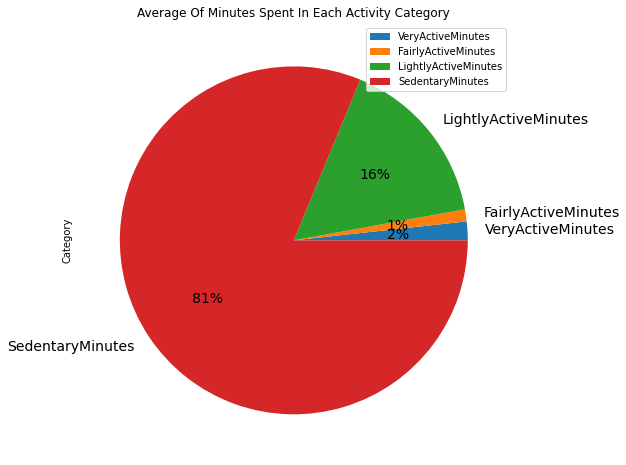 Average Of Minutes Spent In Each Activity Category
VeryActiveMinutes
FairlyActiveMinutes
LightlyActiveMinutes
SedentaryMinutes
LightlyActiveMinutes
16%
FairlyActiveMinutes
1%
VeryActiveMinutes
2%
Category
81%
SedentaryMinutes